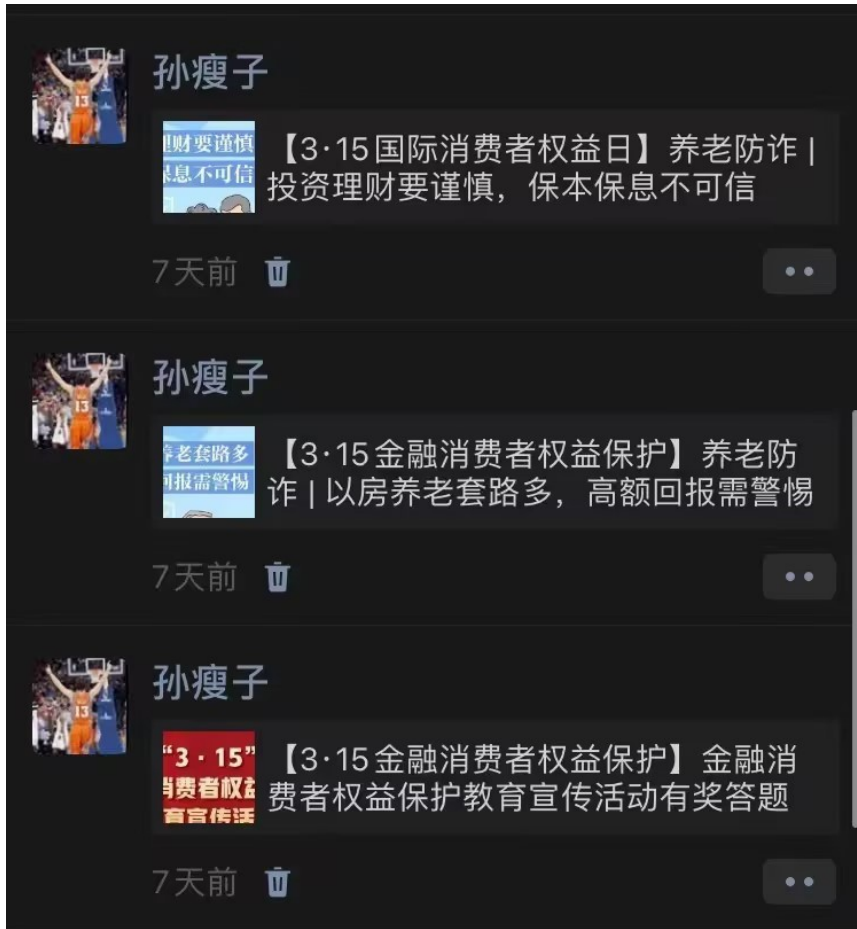 孙瘦子
理财要谨慎
保息不可信
【3·15国际消费者权益日】养老防诈 |
投资理财要谨慎，保本保息不可信
7天前
孙瘦子
养老套路多
回报需警惕
【3·15金融消费者权益保护】养老防
诈 | 以房养老套路多，高额回报需警惕
7天前
孙瘦子
“3·15”
消费者权益
育宣传活
【3·15金融消费者权益保护】金融消
费者权益保护教育宣传活动有奖答题
7天前